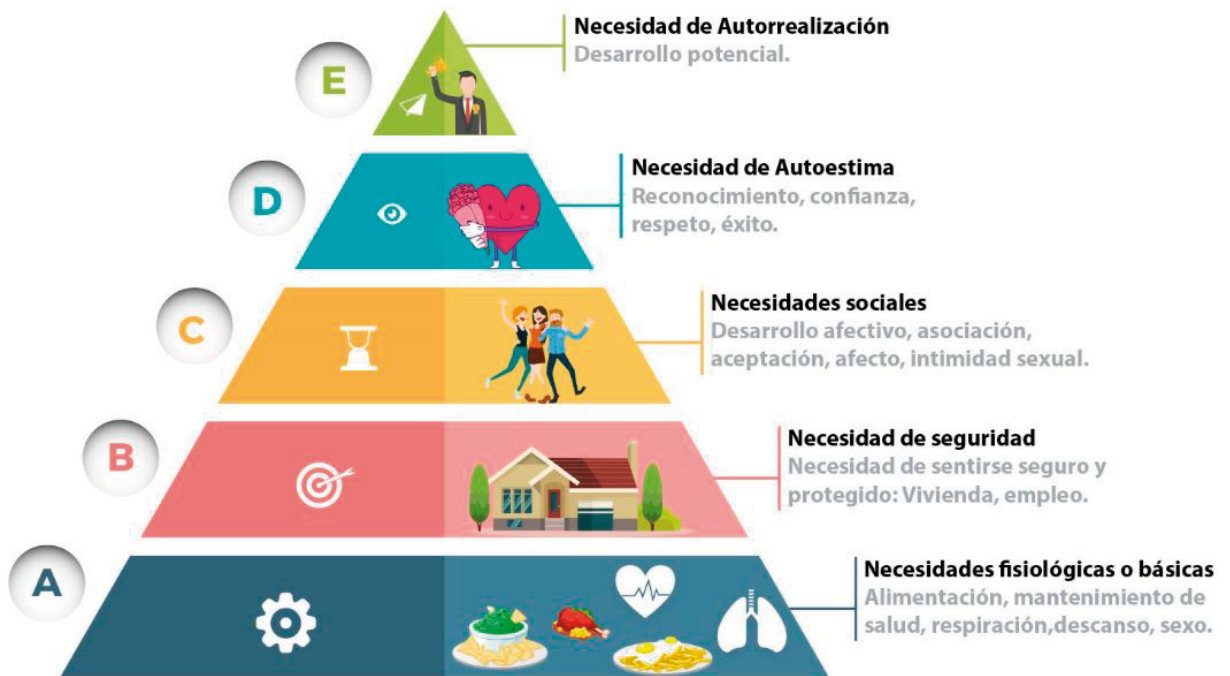 E
Necesidad de Autorrealización
Desarrollo potencial.
D
Necesidad de Autoestima
Reconocimiento, confianza,
respeto, éxito.
C
Necesidades sociales
Desarrollo afectivo, asociación,
aceptación, afecto, intimidad sexual.
B
Necesidad de seguridad
Necesidad de sentirse seguro y
protegido: Vivienda, empleo.
A
Necesidades fisiológicas o básicas
Alimentación, mantenimiento de
salud, respiración,descanso, sexo.